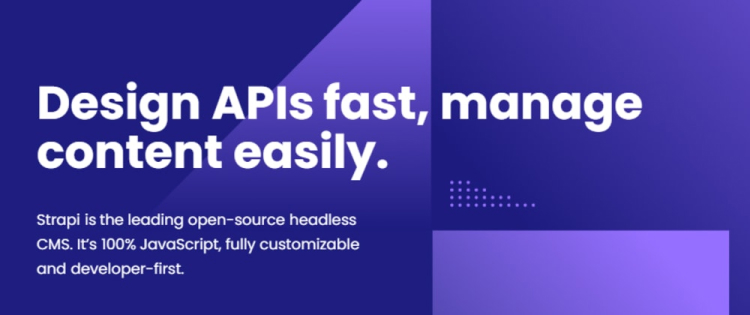 Design APIs fast, manage
content easily.
Strapi is the leading open-source headless
CMS. It's 100% JavaScript, fully customizable
and developer-first.